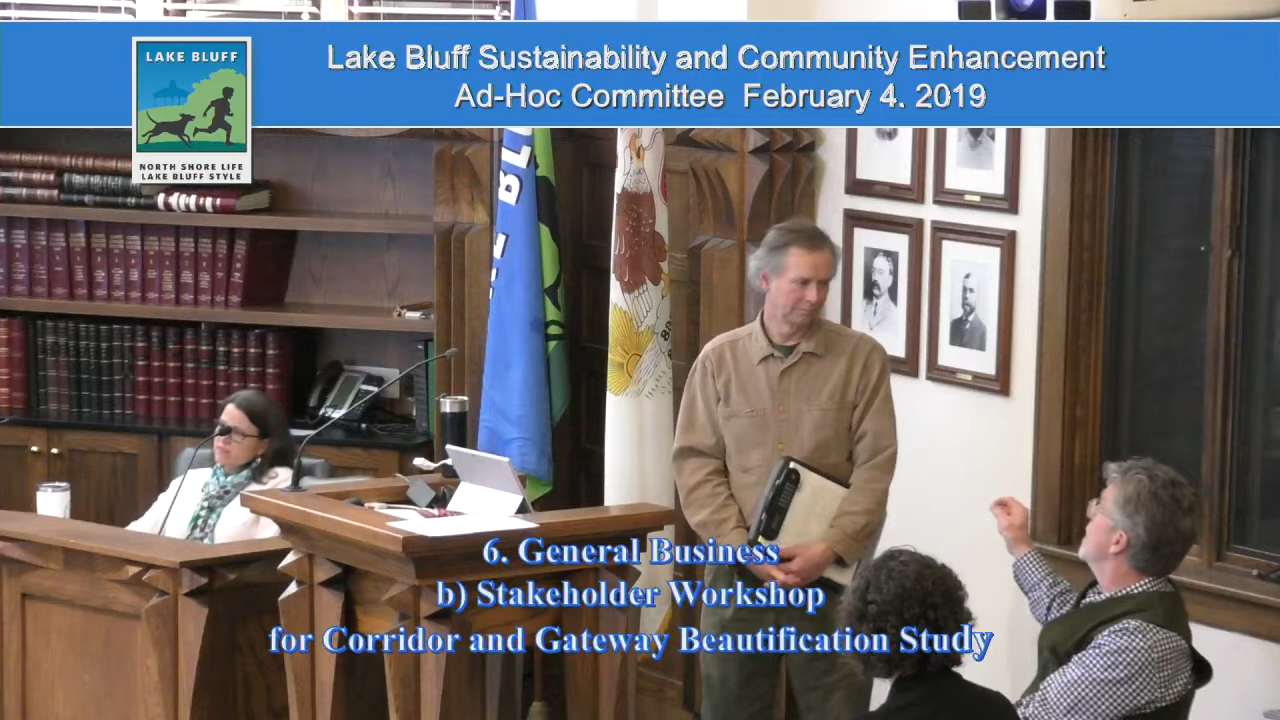 Lake Bluff Sustainability and Community Enhancement
Ad-Hoc Committee February 4. 2019
LAKE BLUFF
NORTH SHORE LIFE
LAKE BLUFF STYLE
6. General Business
b) Stakeholder Workshop
for Corridor and Gateway Beautification Study